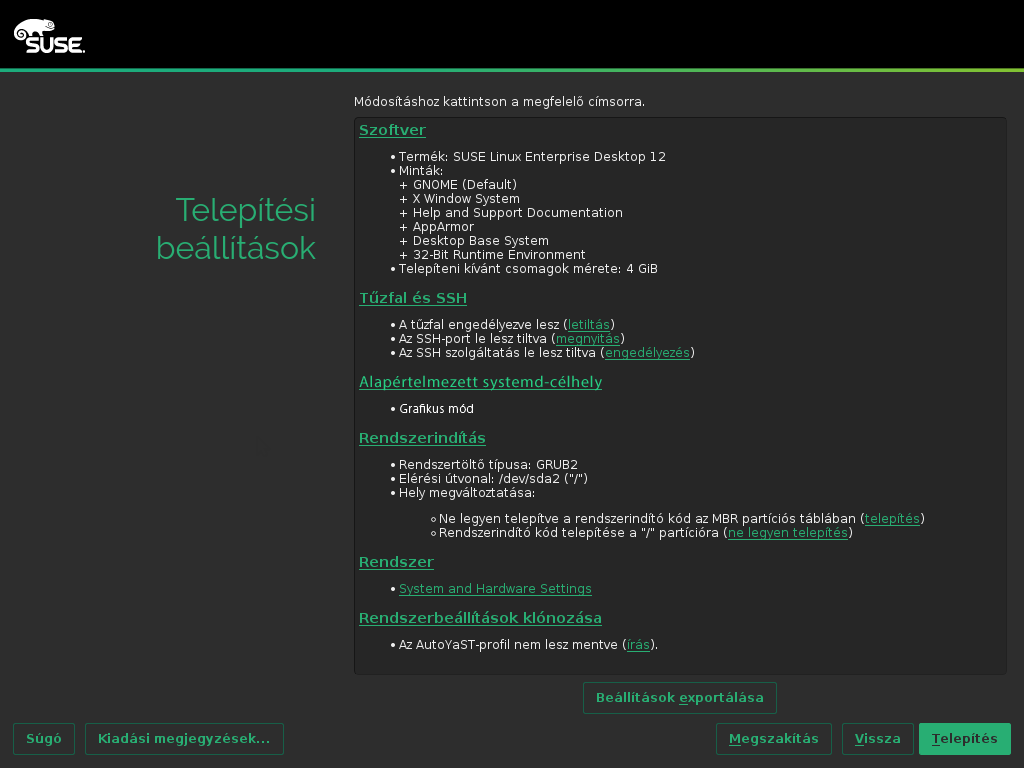 SUSE.
Módosításhoz kattintson a megfelelő címsorra.
Telepítési
beállítások
Szoftver
• Termék: SUSE Linux Enterprise Desktop 12
• Minták:
+ GNOME (Default)
+ X Window System
+ Help and Support Documentation
+ AppArmor
+ Desktop Base System
+ 32-Bit Runtime Environment
• Telepíteni kívánt csomagok mérete: 4 GiB
Tűzfal és SSH
• A tűzfal engedélyezve lesz (letiltás)
• Az SSH-port le lesz tiltva (megnyitás)
• Az SSH szolgáltatás le lesz tiltva (engedélyezés)
Alapértelmezett systemd-célhely
• Grafikus mód
Rendszerindítás
• Rendszertöltő típusa: GRUB2
• Elérési útvonal: /dev/sda2 ("/")
• Hely megváltoztatása:
◦ Ne legyen telepítve a rendszerindító kód az MBR partíciós táblában (telepítés)
◦ Rendszerindító kód telepítése a "/" partícióra (ne legyen telepítés)
Rendszer
• System and Hardware Settings
Rendszerbeállítások klónozása
• Az AutoYaST-profil nem lesz mentve (írás).
Beállítások exportálása
Súgó
Kiadási megjegyzések...
Megszakítás
Vissza
Telepítés